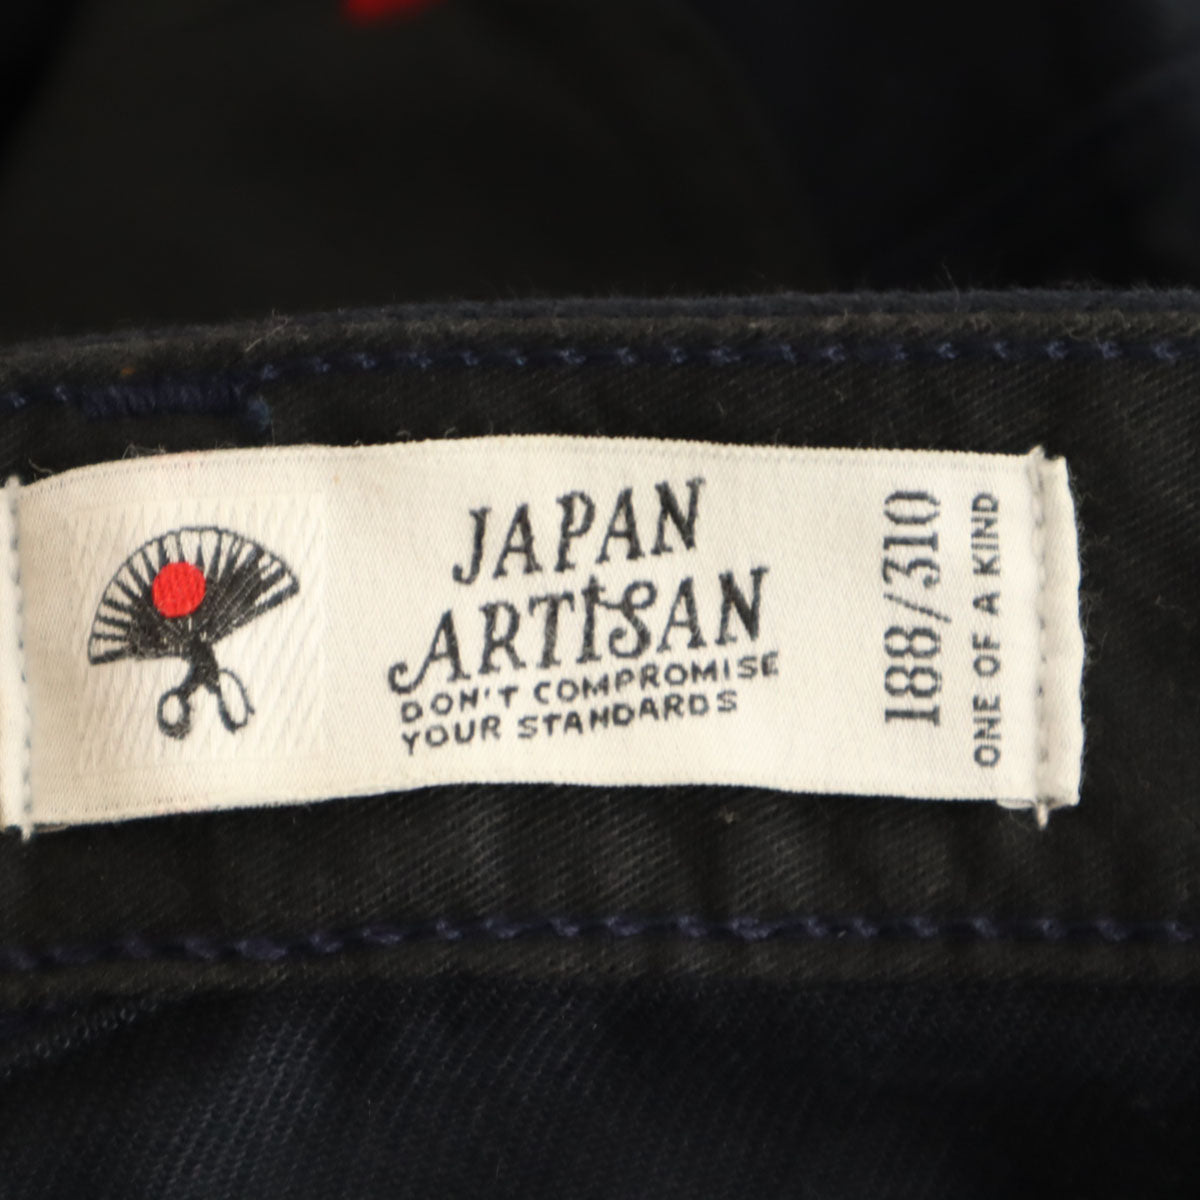 JAPAN
ARTISAN
DON'T COMPROMISE
YOUR STANDARDS
188/310
ONE OF A KIND